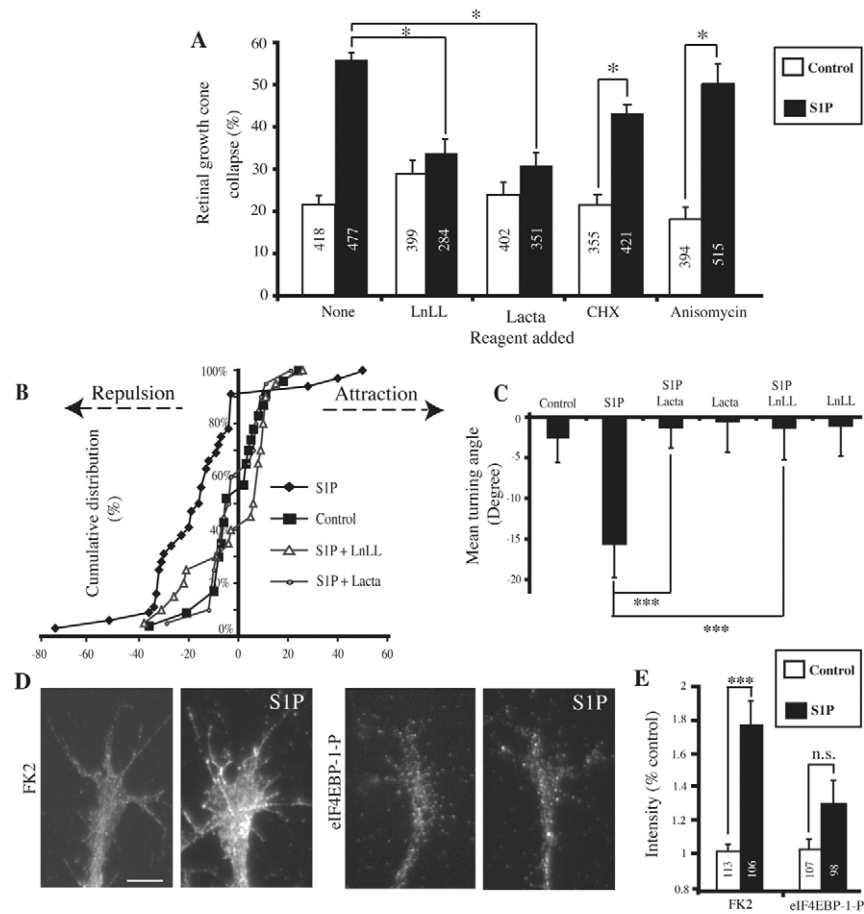 A
Retinal growth cone
collapse (%)
60
50
40
30
20
10
0
*
*
*
*
418
477
399
284
402
351
355
421
394
515
None
LnLL
Lacta
CHX
Anisomycin
Reagent added
Control
S1P
B
Repulsion
Attraction
Cumulative distribution
(%)
100%
80%
60%
40%
20%
0%
-80
-60
-40
-20
0
20
40
60
S1P
Control
S1P + LnLL
S1P + Lacta
C
Control
S1P
S1P
Lacta
Lacta
S1P
LnLL
LnLL
Mean turning angle
(Degree)
0
-5
-10
-15
-20
***
***
D
FK2
S1P
eIF4EBP-1-P
S1P
E
Control
S1P
Intensity (% control)
2
1.8
1.6
1.4
1.2
1
0.8
***
n.s.
113
106
107
98
FK2
eIF4EBP-1-P